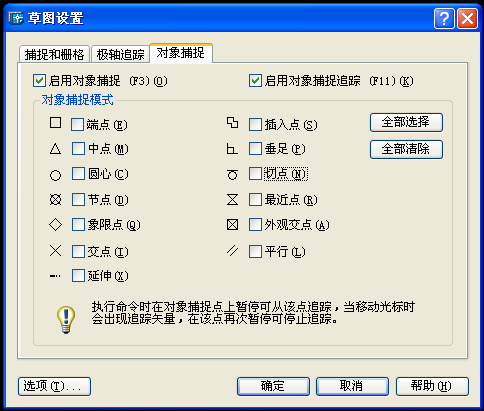 草图设置
捕捉和栅格 极轴追踪 对象捕捉
启用对象捕捉 (F3)(O) 启用对象捕捉追踪 (F11)(K)
对象捕捉模式
端点(E) 插入点(S) 全部选择
中点(M) 垂足(P) 全部清除
圆心(C) 切点(N)
节点(D) 最近点(R)
象限点(Q) 外观交点(A)
交点(I) 平行(L)
延伸(X)
执行命令时在对象捕捉点上暂停可从该点追踪，当移动光标时
会出现追踪矢量，在该点再次暂停可停止追踪。
选项(T)... 确定 取消 帮助(H)